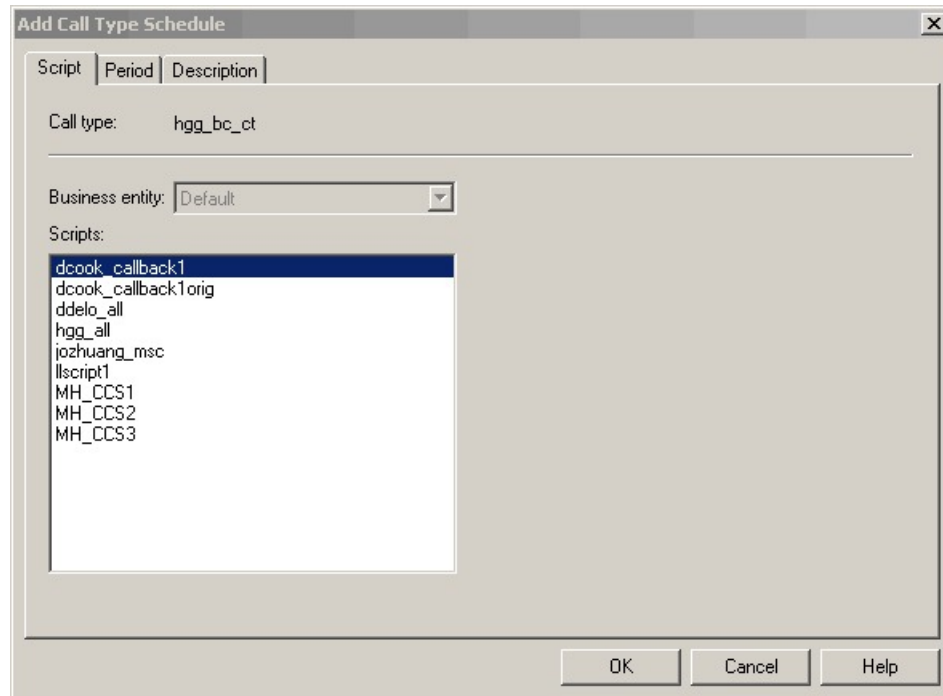 Add Call Type Schedule
Script Period Description
Call type: hgg_bc_ct
Business entity: Default
Scripts:
dcook_callback1
dcook_callback1orig
ddelo_all
hgg_all
jozhuang_msc
llscript1
MH_CCS1
MH_CCS2
MH_CCS3
OK Cancel Help